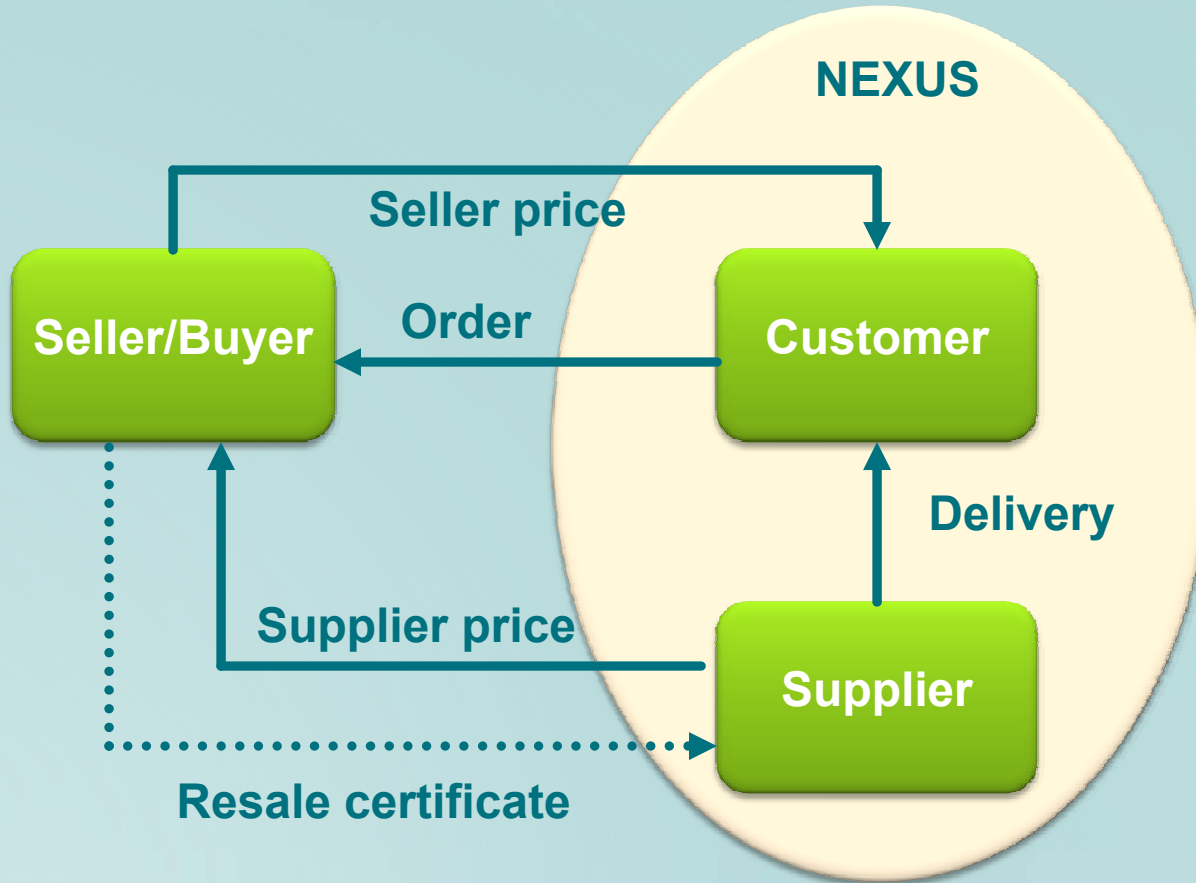 NEXUS
Seller price
Seller/Buyer
Order
Customer
Delivery
Supplier price
Supplier
Resale certificate